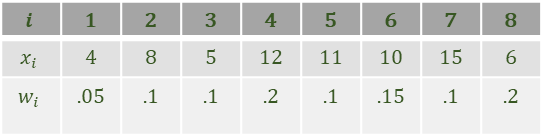 i 1 2 3 4 5 6 7 8
xᵢ 4 8 5 12 11 10 15 6
wᵢ .05 .1 .1 .2 .1 .15 .1 .2